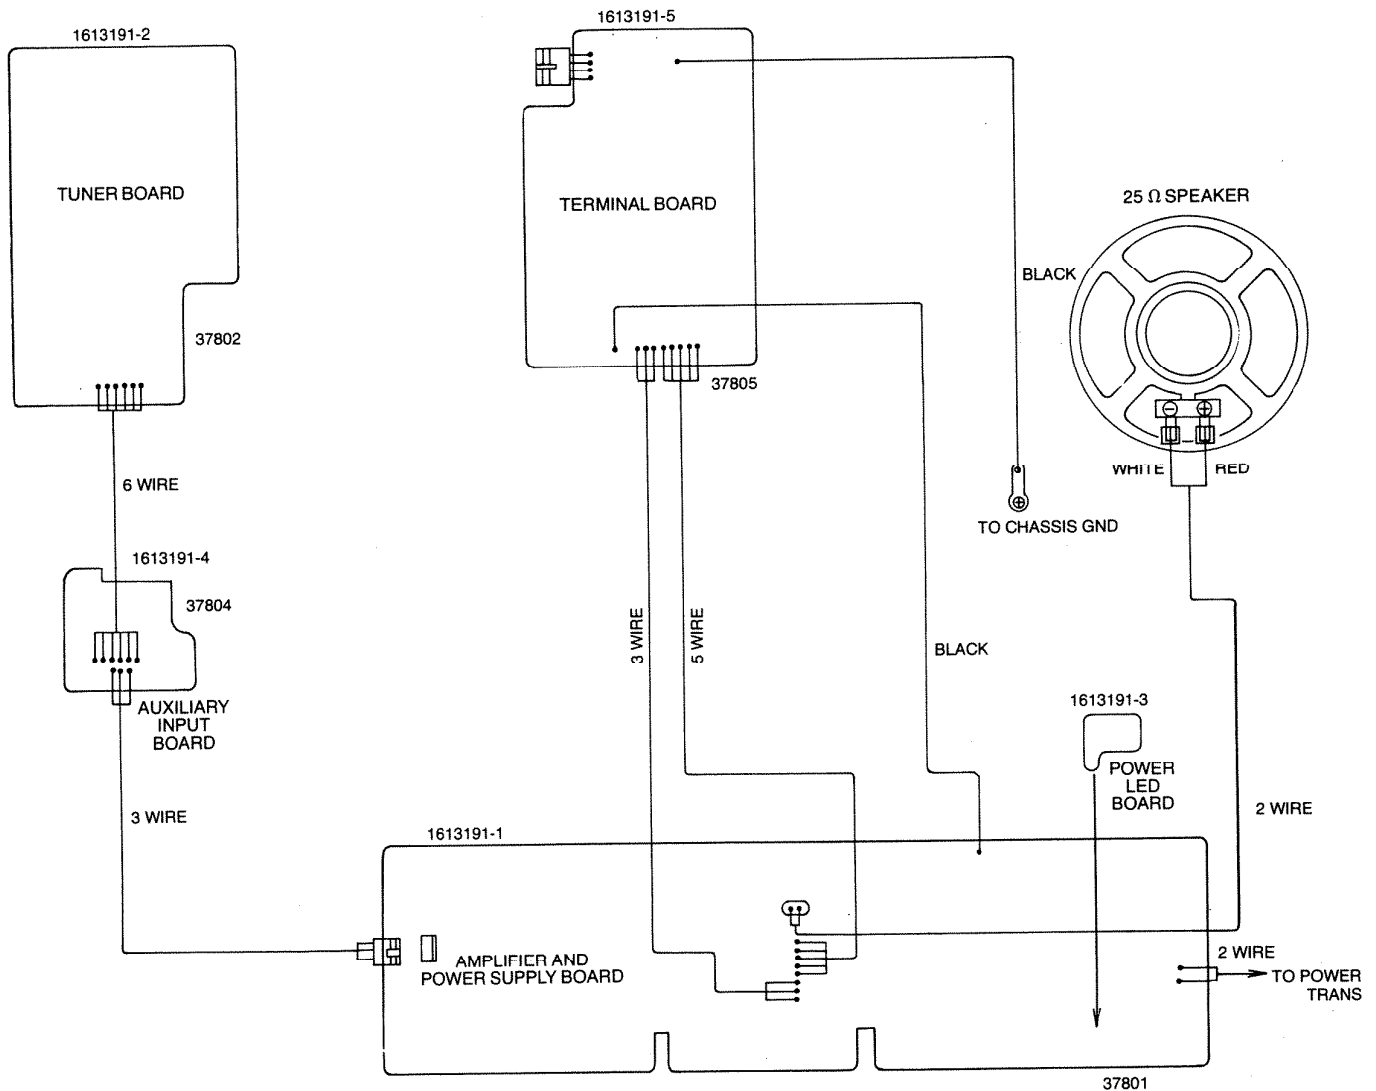 1613191-2
TUNER BOARD
37802
6 WIRE
1613191-4
37804
AUXILIARY
INPUT
BOARD
3 WIRE
1613191-5
TERMINAL BOARD
37805
3 WIRE
5 WIRE
BLACK
BLACK
TO CHASSIS GND
25 Ω SPEAKER
− +
WHITE RED
1613191-3
POWER
LED
BOARD
2 WIRE
1613191-1
AMPLIFIER AND
POWER SUPPLY BOARD
2 WIRE
TO POWER
TRANS
37801